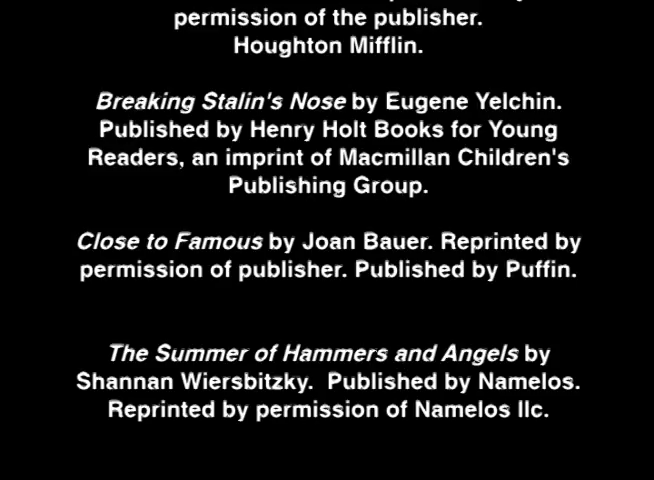 permission of the publisher.
Houghton Mifflin.
Breaking Stalin's Nose by Eugene Yelchin.
Published by Henry Holt Books for Young
Readers, an imprint of Macmillan Children's
Publishing Group.
Close to Famous by Joan Bauer. Reprinted by
permission of publisher. Published by Puffin.
The Summer of Hammers and Angels by
Shannan Wiersbitzky.  Published by Namelos.
Reprinted by permission of Namelos llc.